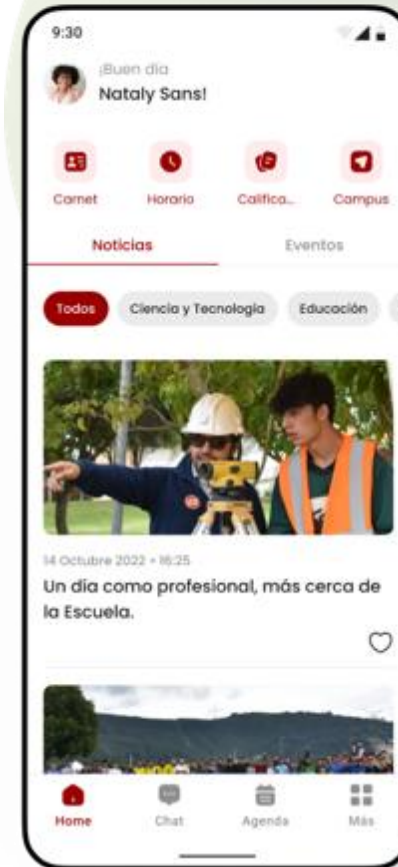 9:30
¡Buen día
Nataly Sans!
Carnet
Horario
Califica...
Campus
Noticias
Eventos
Todos
Ciencia y Tecnología
Educación
14 Octubre 2022 • 16:25
Un día como profesional, más cerca de
la Escuela.
Home
Chat
Agenda
Más